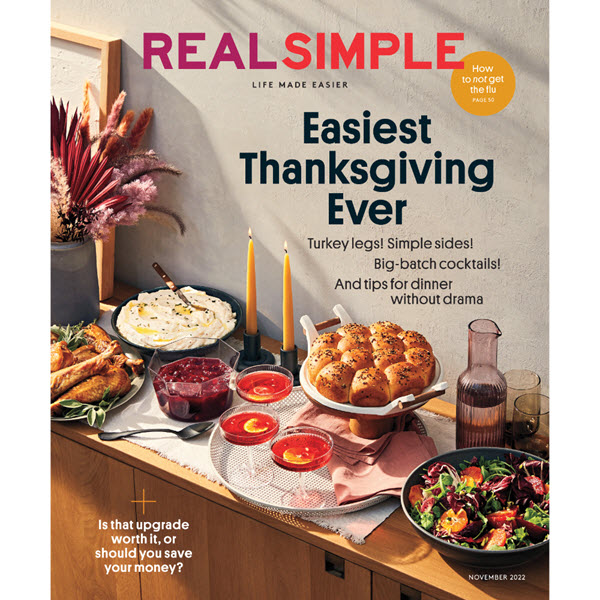 REAL SIMPLE
LIFE MADE EASIER
How
to not get
the flu
PAGE 50
Easiest
Thanksgiving
Ever
Turkey legs! Simple sides!
Big-batch cocktails!
And tips for dinner
without drama
Is that upgrade
worth it, or
should you save
your money?
NOVEMBER 2022